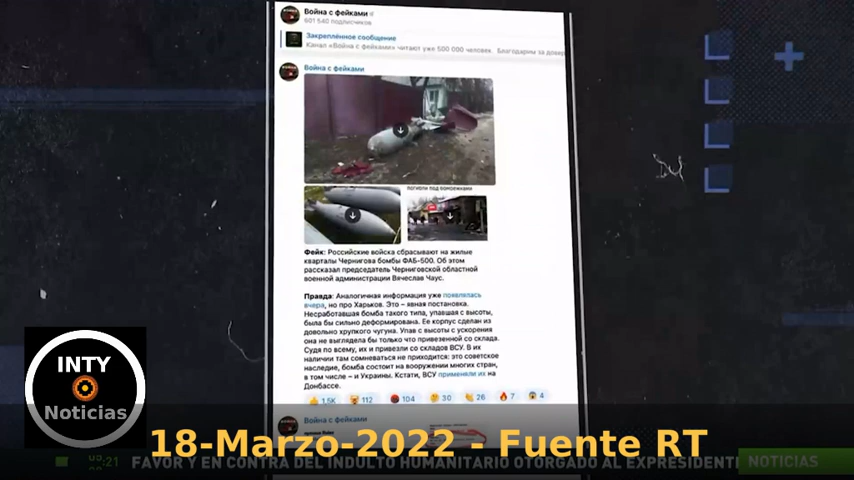 Война с фейками
601 540 подписчиков
Закреплённое сообщение
Канал «Война с фейками» читают уже 500 000 человек. Благодарим за довер
Война с фейками
погибли под бомбежками
Фейк: Российские войска сбрасывают на жилые
кварталы Чернигова бомбы ФАБ-500. Об этом
рассказал председатель Черниговской областной
военной администрации Вячеслав Чаус.
Правда: Аналогичная информация уже появлялась
вчера, но про Харьков. Это – явная постановка.
Несработавшая бомба такого типа, упавшая с высоты,
была бы сильно деформирована. Ее корпус сделан из
довольно хрупкого чугуна. Упав с высоты с ускорения
она не выглядела бы только что привезенной со склада.
Судя по всему, их и привезли со складов ВСУ. В их
наличии там сомневаться не приходится: это советское
наследие, бомба состоит на вооружении многих стран,
в том числе – и Украины. Кстати, ВСУ применяли их на
Донбассе.
1,5K 112 104 30 26 7 4
Война с фейками
INTY
Noticias
18-Marzo-2022 - Fuente RT
05:21 FAVOR Y EN CONTRA DEL INDULTO HUMANITARIO OTORGADO AL EXPRESIDENT NOTICIAS